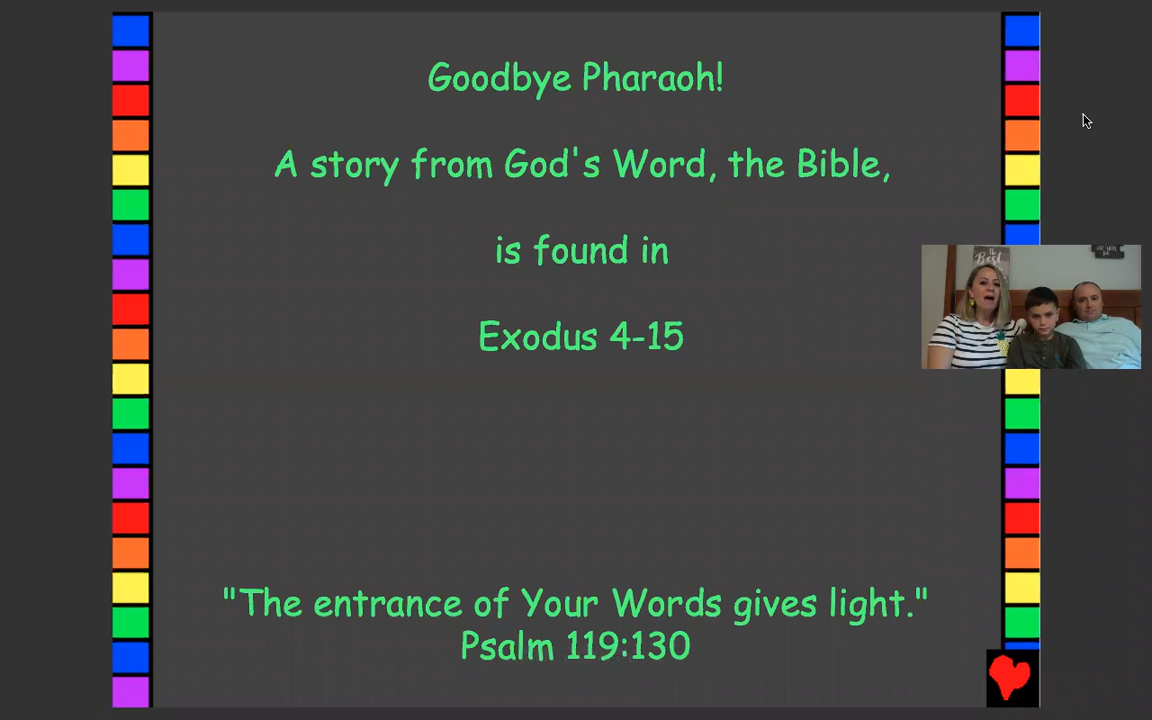 Goodbye Pharaoh!
A story from God's Word, the Bible,
is found in
Exodus 4-15
"The entrance of Your Words gives light."
Psalm 119:130
Best